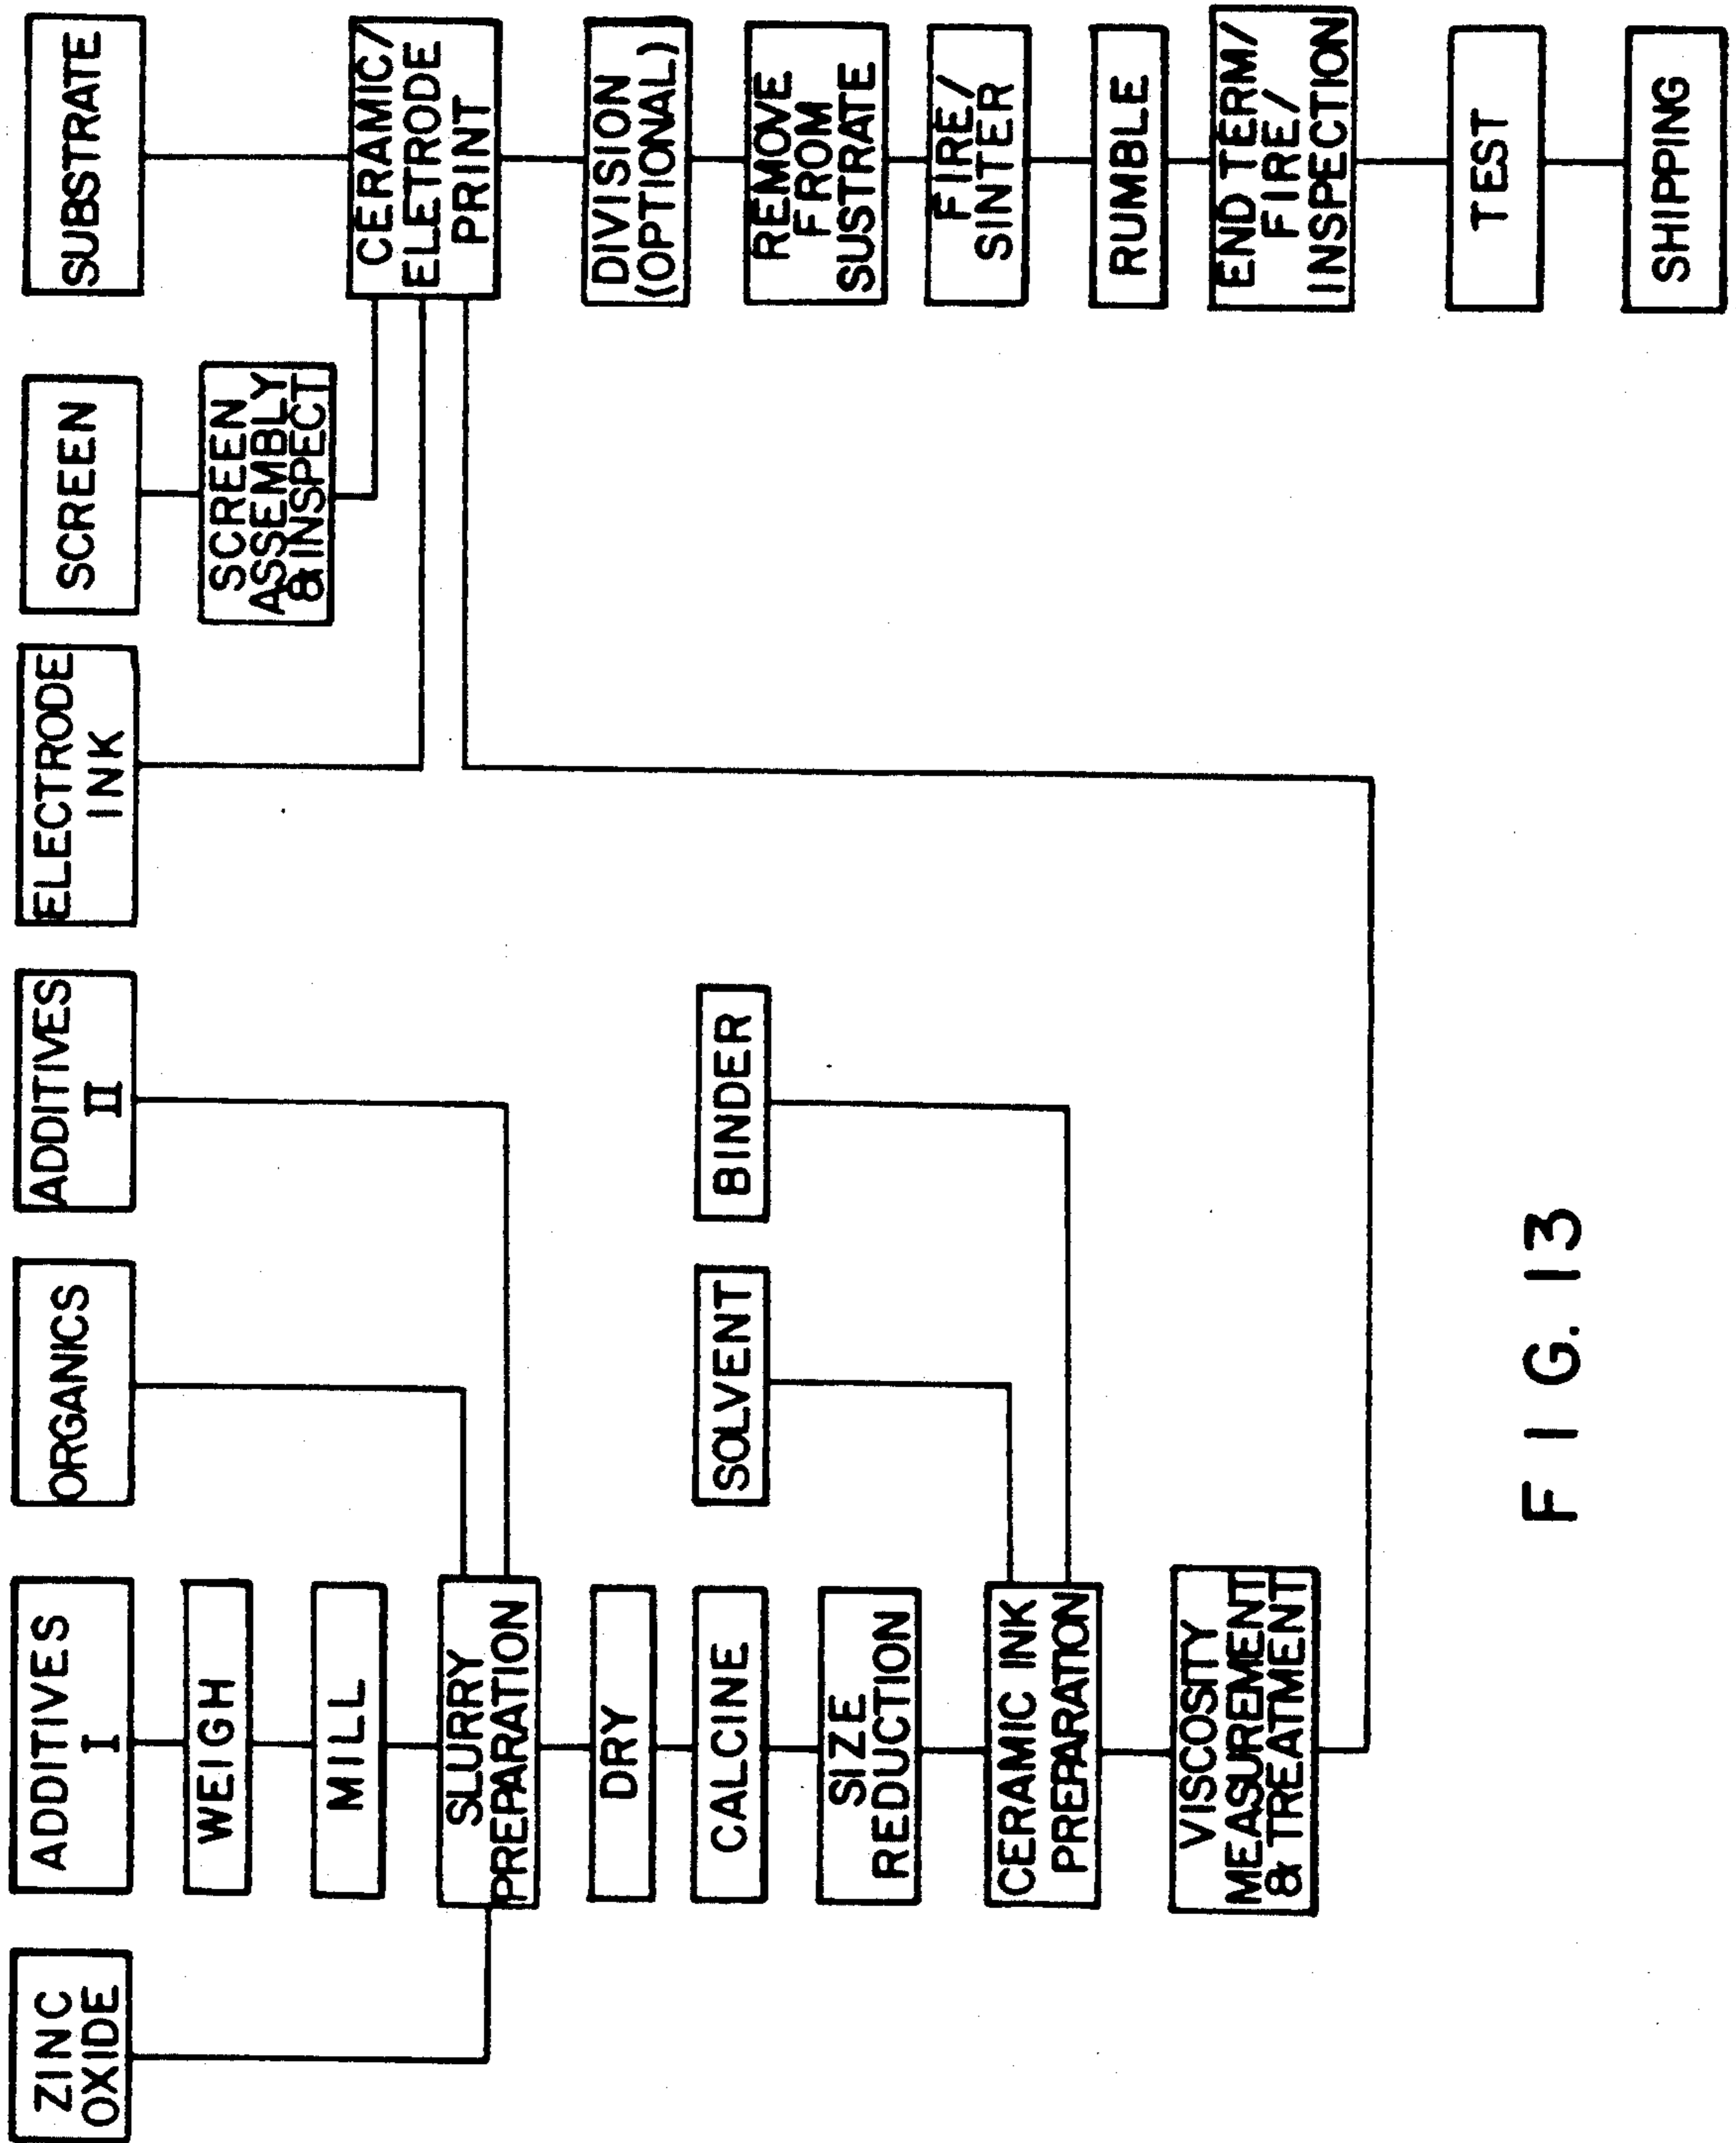 ZINC
OXIDE
ADDITIVES
I
WEIGH
MILL
SLURRY
PREPARATION
DRY
CALCINE
SIZE
REDUCTION
CERAMIC INK
PREPARATION
VISCOSITY
MEASUREMENT
& TREATMENT
ORGANICS
ADDITIVES
II
SOLVENT
BINDER
ELECTRODE
INK
SCREEN
SCREEN
ASSEMBLY
& INSPECT
SUBSTRATE
CERAMIC/
ELETRODE
PRINT
DIVISION
(OPTIONAL)
REMOVE
FROM
SUSTRATE
FIRE/
SINTER
RUMBLE
END TERM/
FIRE/
INSPECTION
TEST
SHIPPING
FIG. 13